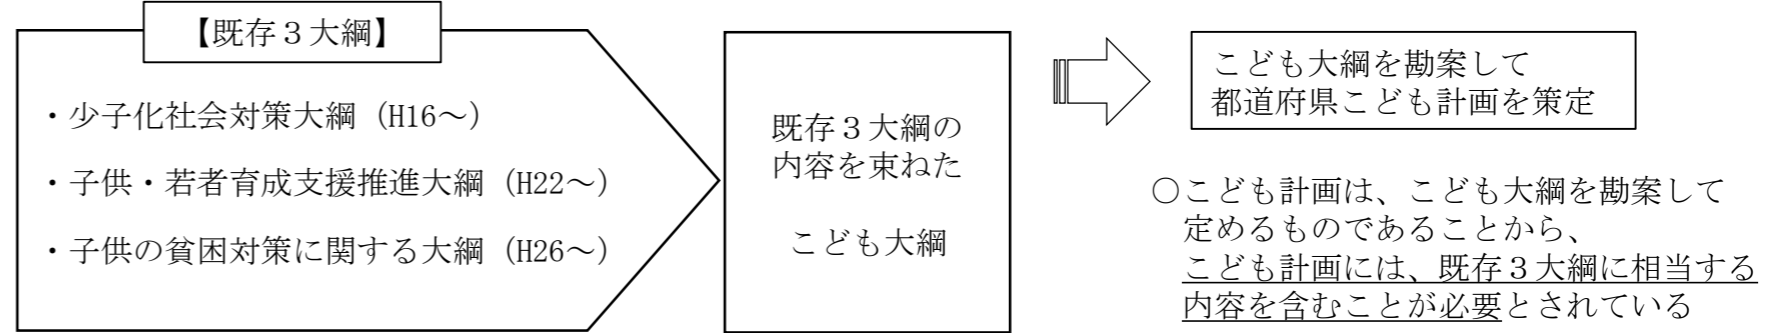 【既存３大綱】
・少子化社会対策大綱（H16～）
・子供・若者育成支援推進大綱（H22～）
・子供の貧困対策に関する大綱（H26～）
既存３大綱の
内容を束ねた
こども大綱
こども大綱を勘案して
都道府県こども計画を策定
○こども計画は、こども大綱を勘案して
定めるものであることから、
こども計画には、既存３大綱に相当する
内容を含むことが必要とされている